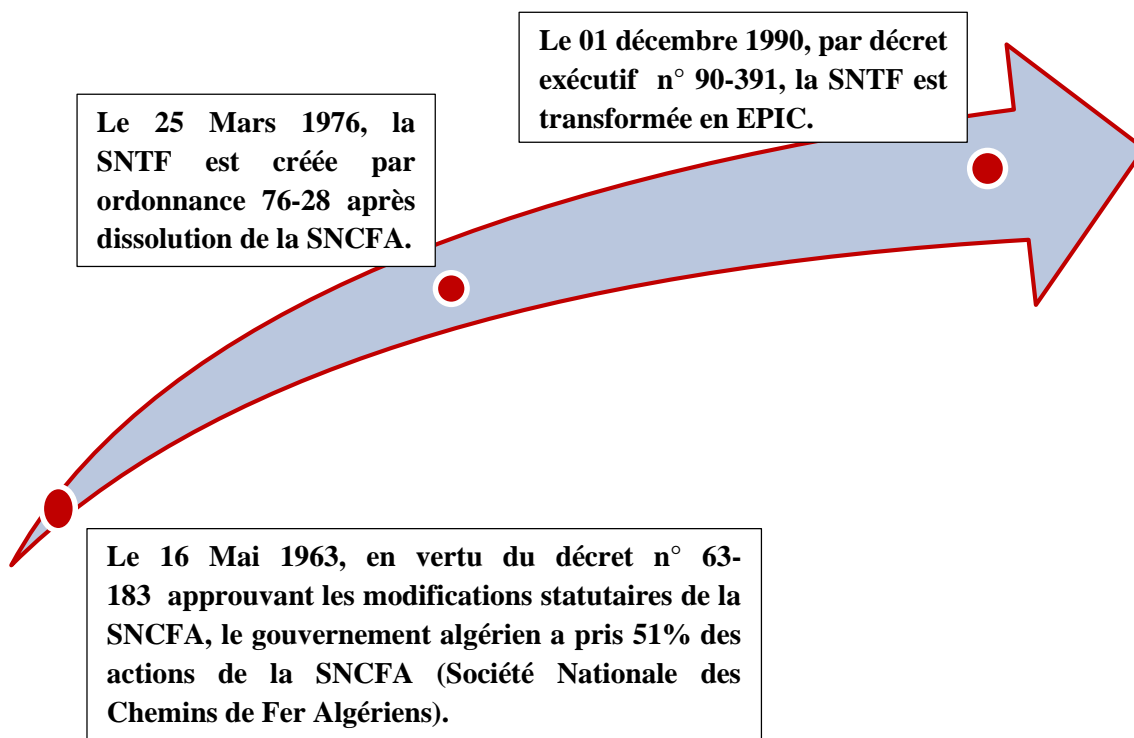 Le 01 décembre 1990, par décret
exécutif n° 90-391, la SNTF est
transformée en EPIC.
Le 25 Mars 1976, la
SNTF est créée par
ordonnance 76-28 après
dissolution de la SNCFA.
Le 16 Mai 1963, en vertu du décret n° 63-
183 approuvant les modifications statutaires de la
SNCFA, le gouvernement algérien a pris 51% des
actions de la SNCFA (Société Nationale des
Chemins de Fer Algériens).